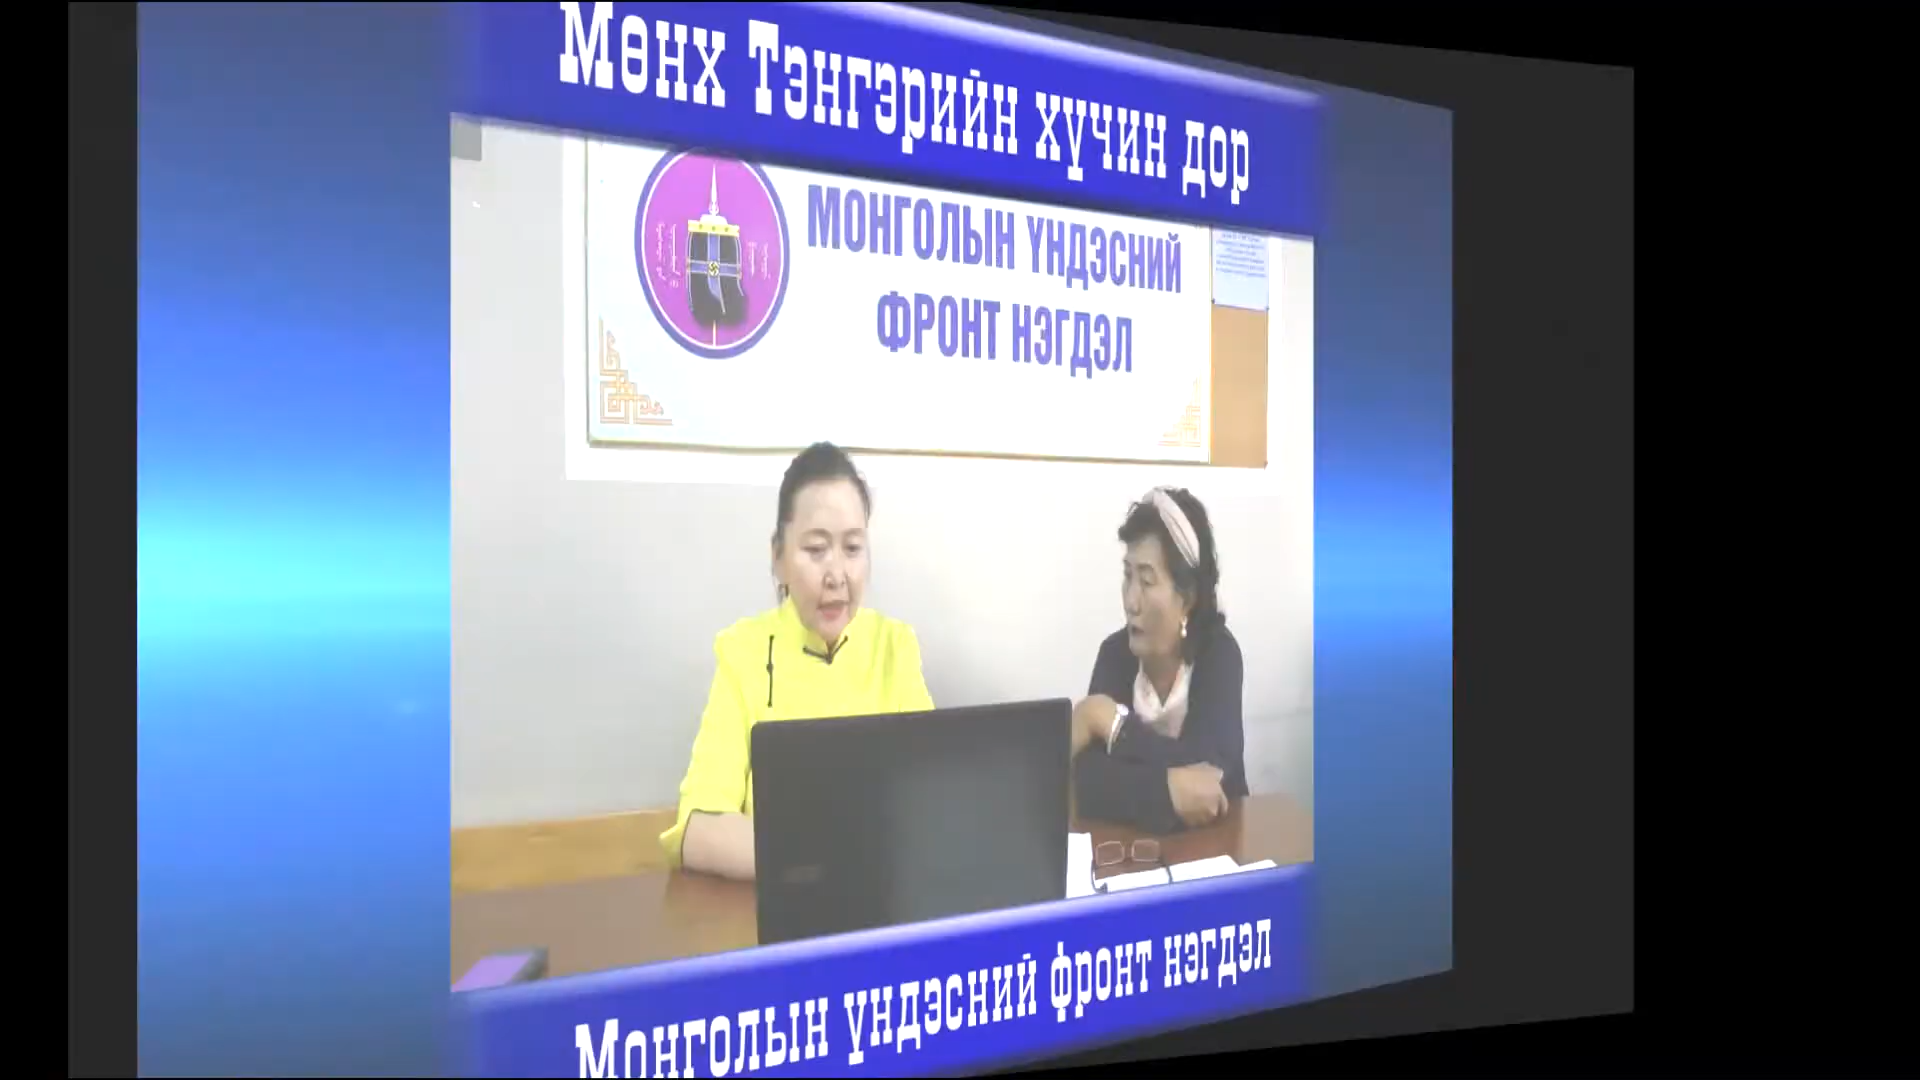 Мөнх Тэнгэрийн хүчин дор
МОНГОЛЫН ҮНДЭСНИЙ
ФРОНТ НЭГДЭЛ
Монголын үндэсний фронт нэгдэл